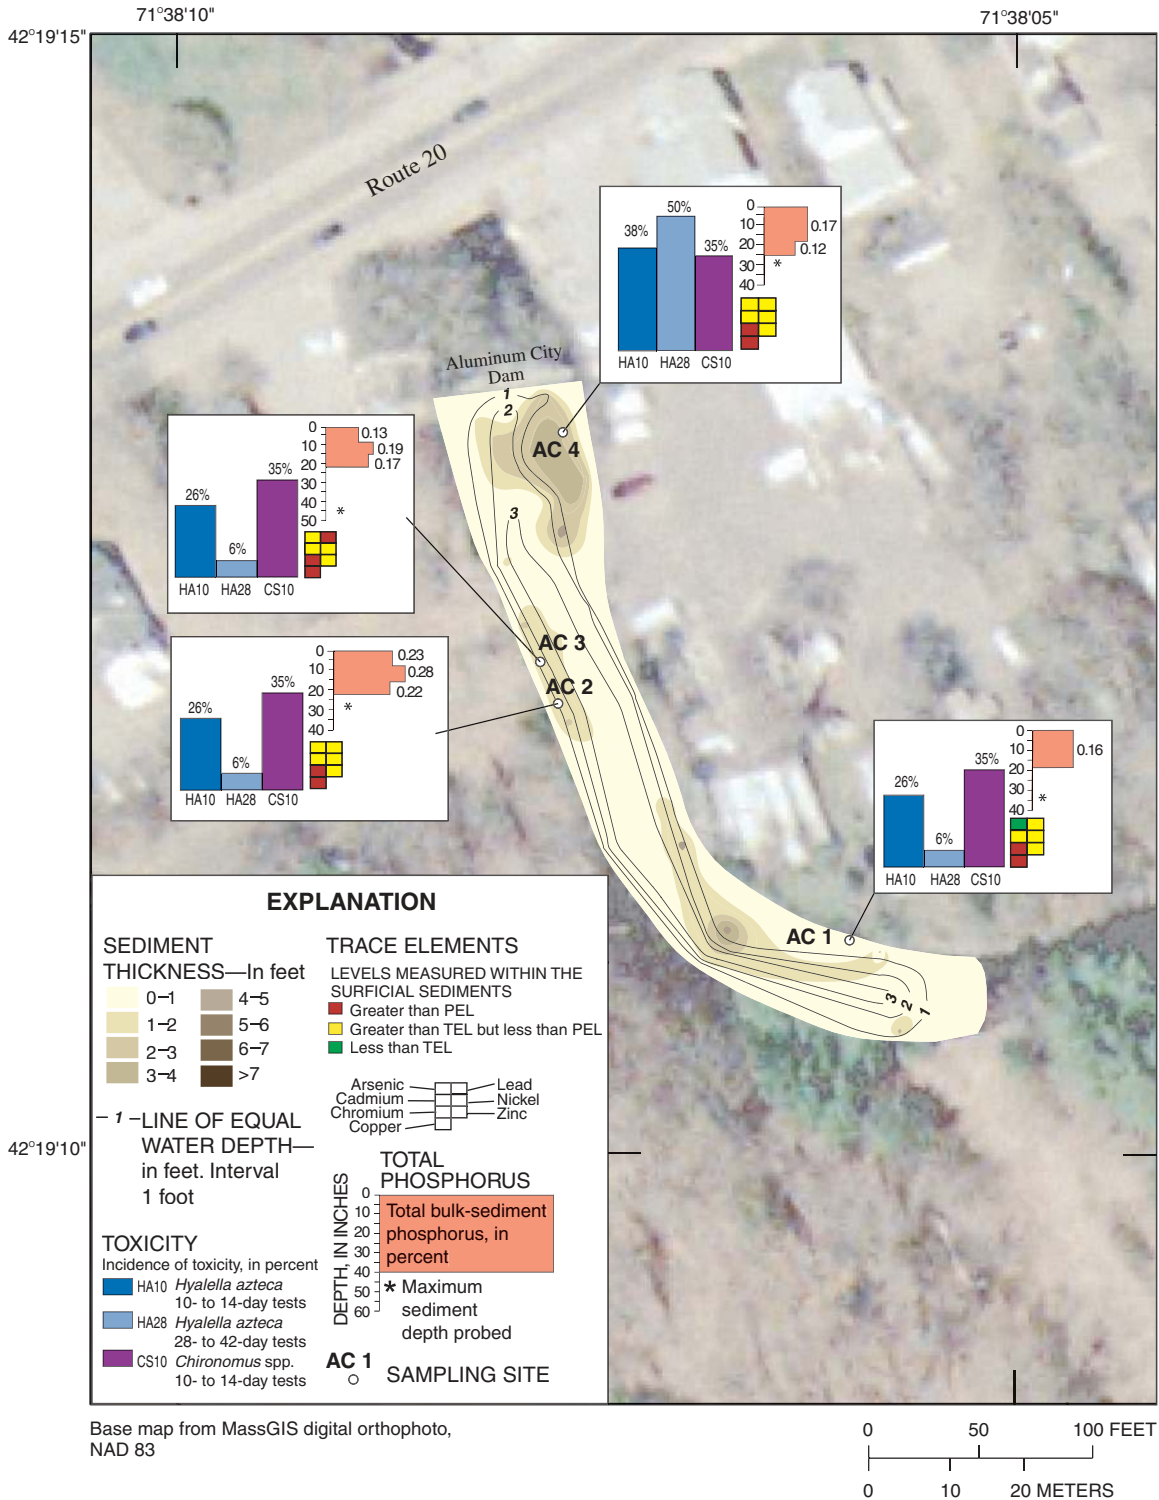 71°38'10"
71°38'05"
42°19'15"
Route 20
Aluminum City
Dam
38%
50%
35%
HA10 HA28 CS10
0
10
20
30
40
0.17
0.12
*
1
2
AC 4
3
26%
6%
35%
HA10 HA28 CS10
0
10
20
30
40
50
0.13
0.19
0.17
*
AC 3
AC 2
26%
6%
35%
HA10 HA28 CS10
0
10
20
30
40
0.23
0.28
0.22
*
26%
6%
35%
HA10 HA28 CS10
0
10
20
30
40
0.16
*
AC 1
3
2
1
EXPLANATION
SEDIMENT
THICKNESS—In feet
0–1
1–2
2–3
3–4
4–5
5–6
6–7
>7
– 1 –LINE OF EQUAL
WATER DEPTH—
in feet. Interval
1 foot
TOXICITY
Incidence of toxicity, in percent
HA10 Hyalella azteca
10- to 14-day tests
HA28 Hyalella azteca
28- to 42-day tests
CS10 Chironomus spp.
10- to 14-day tests
TRACE ELEMENTS
LEVELS MEASURED WITHIN THE
SURFICIAL SEDIMENTS
Greater than PEL
Greater than TEL but less than PEL
Less than TEL
Arsenic
Cadmium
Chromium
Copper
Lead
Nickel
Zinc
TOTAL
PHOSPHORUS
DEPTH, IN INCHES
0
10
20
30
40
50
60
Total bulk-sediment
phosphorus, in
percent
* Maximum
sediment
depth probed
AC 1
SAMPLING SITE
42°19'10"
Base map from MassGIS digital orthophoto,
NAD 83
0 50 100 FEET
0 10 20 METERS